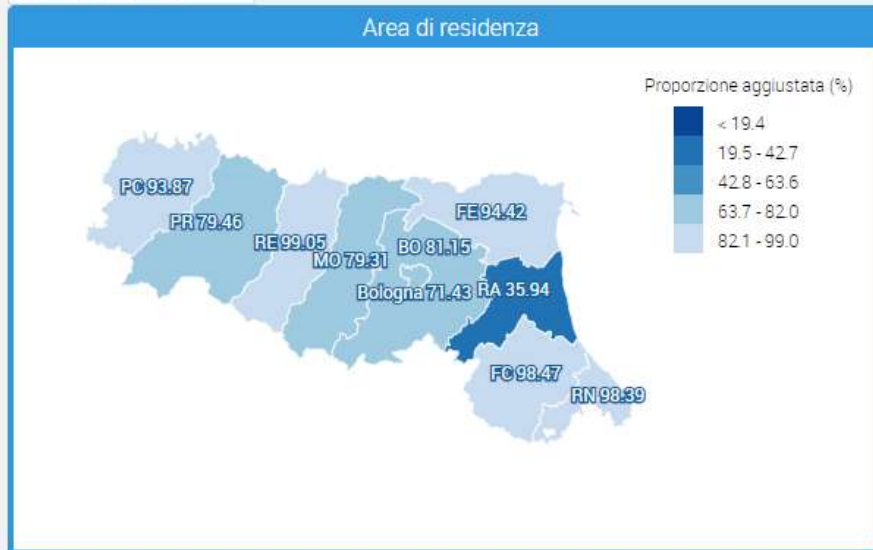 Area di residenza
Proporzione aggiustata (%)
< 19.4
19.5 - 42.7
42.8 - 63.6
63.7 - 82.0
82.1 - 99.0
PC 93.87
PR 79.46
RE 99.05
MO 79.31
FE 94.42
BO 81.15
Bologna 71.43
RA 35.94
FC 98.47
RN 98.39